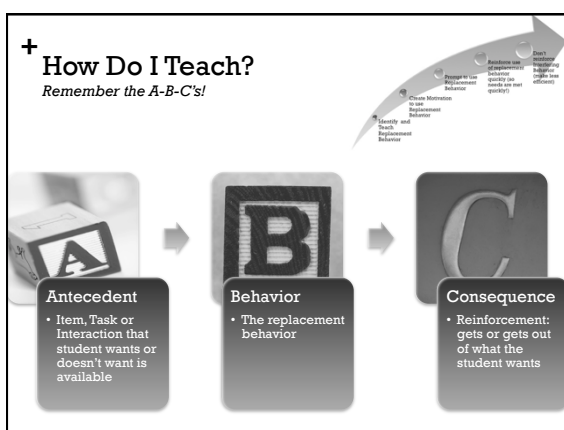 +
How Do I Teach?
Remember the A-B-C's!
Identify and
Teach
Replacement
Behavior
Create Motivation
to use
Replacement
Behavior
Prompt to use
Replacement
Behavior
Reinforce use
of replacement
behavior
quickly (so
needs are met
quickly!)
Don't
reinforce
Interfering
Behavior
(make less
efficient)
A
B
C
Antecedent
• Item, Task or
Interaction that
student wants or
doesn't want is
available
Behavior
• The replacement
behavior
Consequence
• Reinforcement:
gets or gets out
of what the
student wants